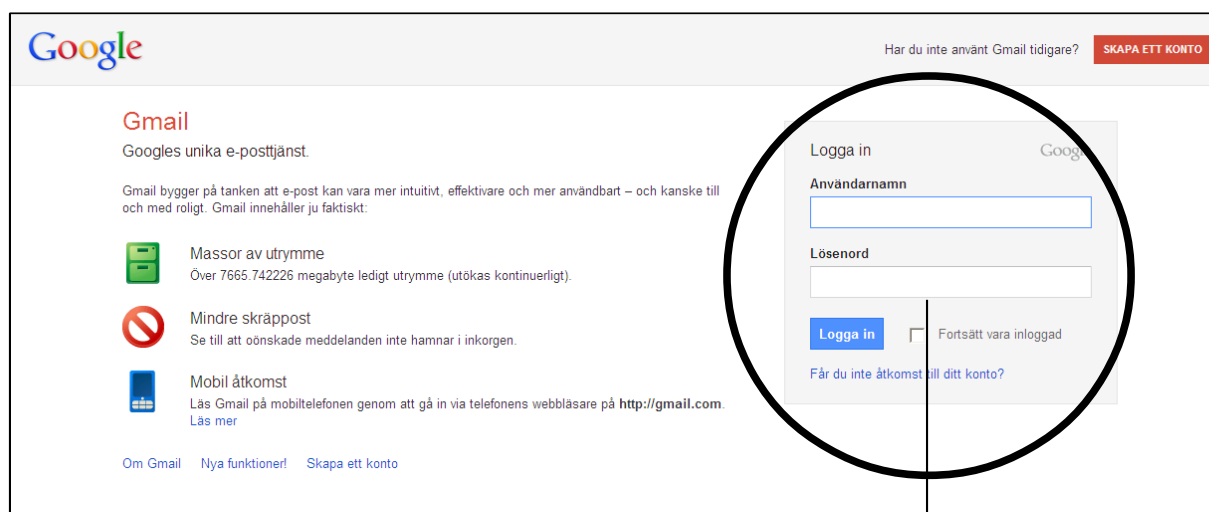 Google
Har du inte använt Gmail tidigare? SKAPA ETT KONTO
Gmail
Googles unika e-posttjänst.
Gmail bygger på tanken att e-post kan vara mer intuitivt, effektivare och mer användbart – och kanske till
och med roligt. Gmail innehåller ju faktiskt:
Massor av utrymme
Över 7665.742226 megabyte ledigt utrymme (utökas kontinuerligt).
Mindre skräppost
Se till att oönskade meddelanden inte hamnar i inkorgen.
Mobil åtkomst
Läs Gmail på mobiltelefonen genom att gå in via telefonens webbläsare på http://gmail.com.
Läs mer
Om Gmail Nya funktioner! Skapa ett konto
Logga in Google
Användarnamn
Lösenord
Logga in Fortsätt vara inloggad
Får du inte åtkomst till ditt konto?